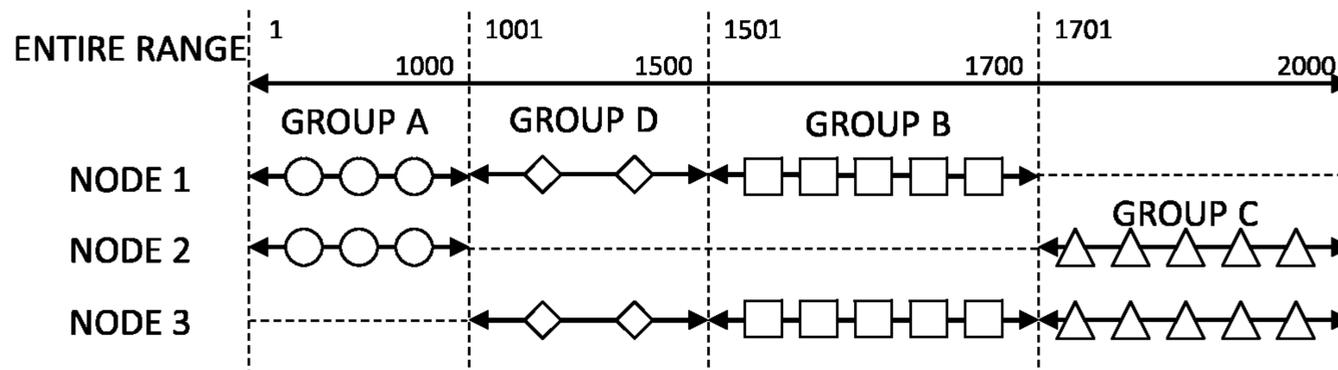 ENTIRE RANGE
1
1000
1001
1500
1501
1700
1701
2000
GROUP A
GROUP D
GROUP B
NODE 1
GROUP C
NODE 2
NODE 3